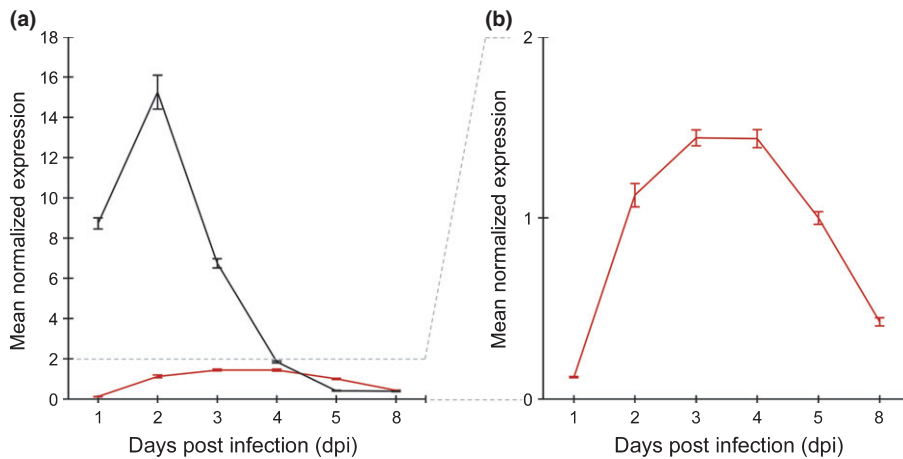 (a)
Mean normalized expression
18
16
14
12
10
8
6
4
2
0
1 2 3 4 5 8
Days post infection (dpi)
(b)
Mean normalized expression
2
1
0
1 2 3 4 5 8
Days post infection (dpi)